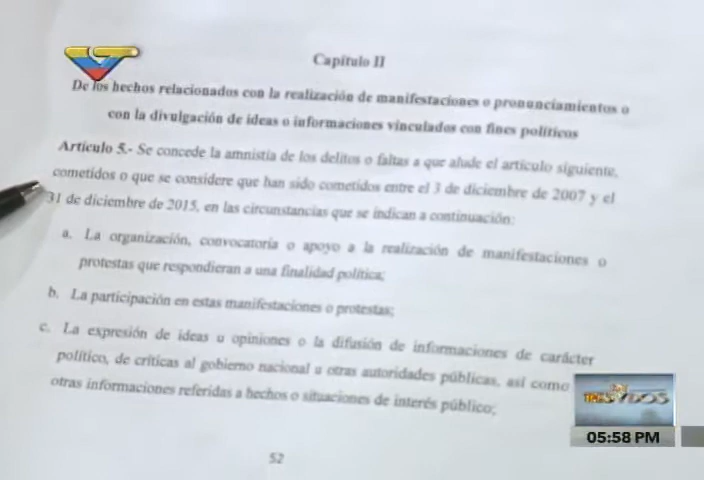 Capítulo II
De los hechos relacionados con la realización de manifestaciones o pronunciamientos o
con la divulgación de ideas o informaciones vinculados con fines políticos
Artículo 5.- Se concede la amnistía de los delitos o faltas a que alude el artículo siguiente,
cometidos o que se considere que han sido cometidos entre el 3 de diciembre de 2007 y el
31 de diciembre de 2015, en las circunstancias que se indican a continuación:
a. La organización, convocatoria o apoyo a la realización de manifestaciones o
protestas que respondieran a una finalidad política;
b. La participación en estas manifestaciones o protestas;
c. La expresión de ideas u opiniones o la difusión de informaciones de carácter
político, de críticas al gobierno nacional u otras autoridades públicas, así como
otras informaciones referidas a hechos o situaciones de interés público;
05:58 PM
52